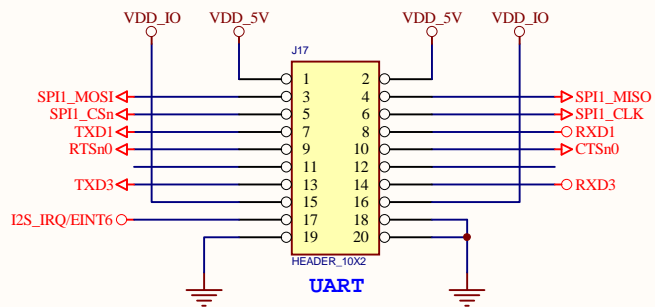 VDD_IO VDD_5V VDD_5V VDD_IO
J17
1 2
SPI1_MOSI 3 4 SPI1_MISO
SPI1_CSn 5 6 SPI1_CLK
TXD1 7 8 RXD1
RTSn0 9 10 CTSn0
11 12
TXD3 13 14 RXD3
15 16
I2S_IRQ/EINT6 17 18
19 20
HEADER_10X2
UART